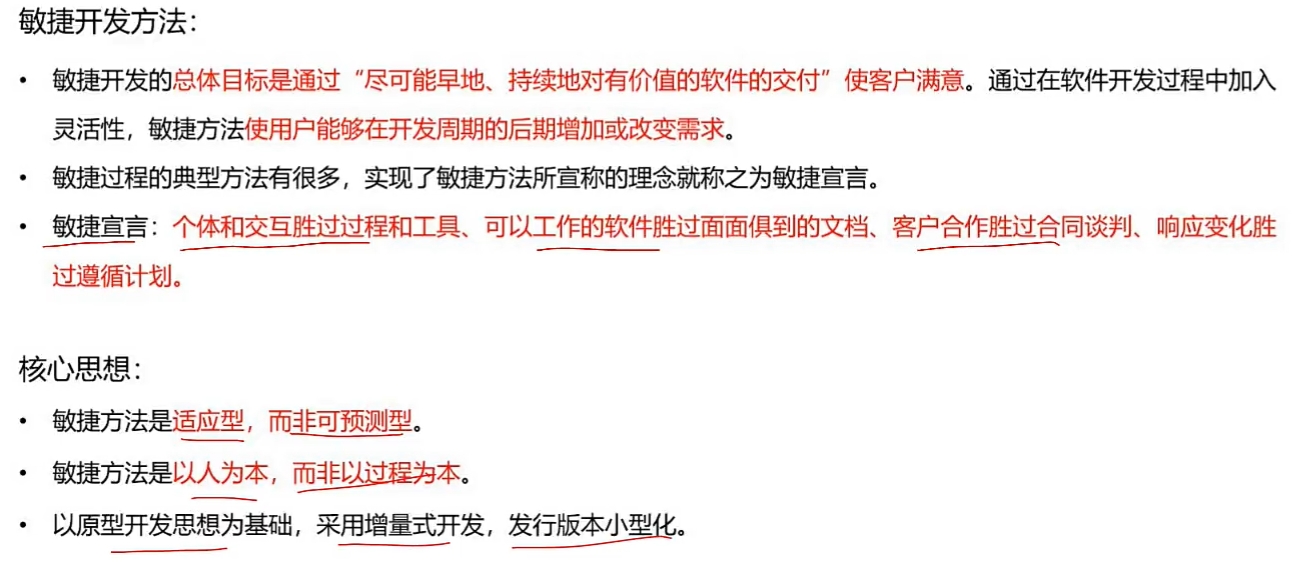 敏捷开发方法：
• 敏捷开发的总体目标是通过“尽可能早地、持续地对有价值的软件的交付”使客户满意。通过在软件开发过程中加入
灵活性，敏捷方法使用户能够在开发周期的后期增加或改变需求。
• 敏捷过程的典型方法有很多，实现了敏捷方法所宣称的理念就称之为敏捷宣言。
• 敏捷宣言：个体和交互胜过过程和工具、可以工作的软件胜过面面俱到的文档、客户合作胜过合同谈判、响应变化胜
过遵循计划。
核心思想：
• 敏捷方法是适应型，而非可预测型。
• 敏捷方法是以人为本，而非以过程为本。
• 以原型开发思想为基础，采用增量式开发，发行版本小型化。